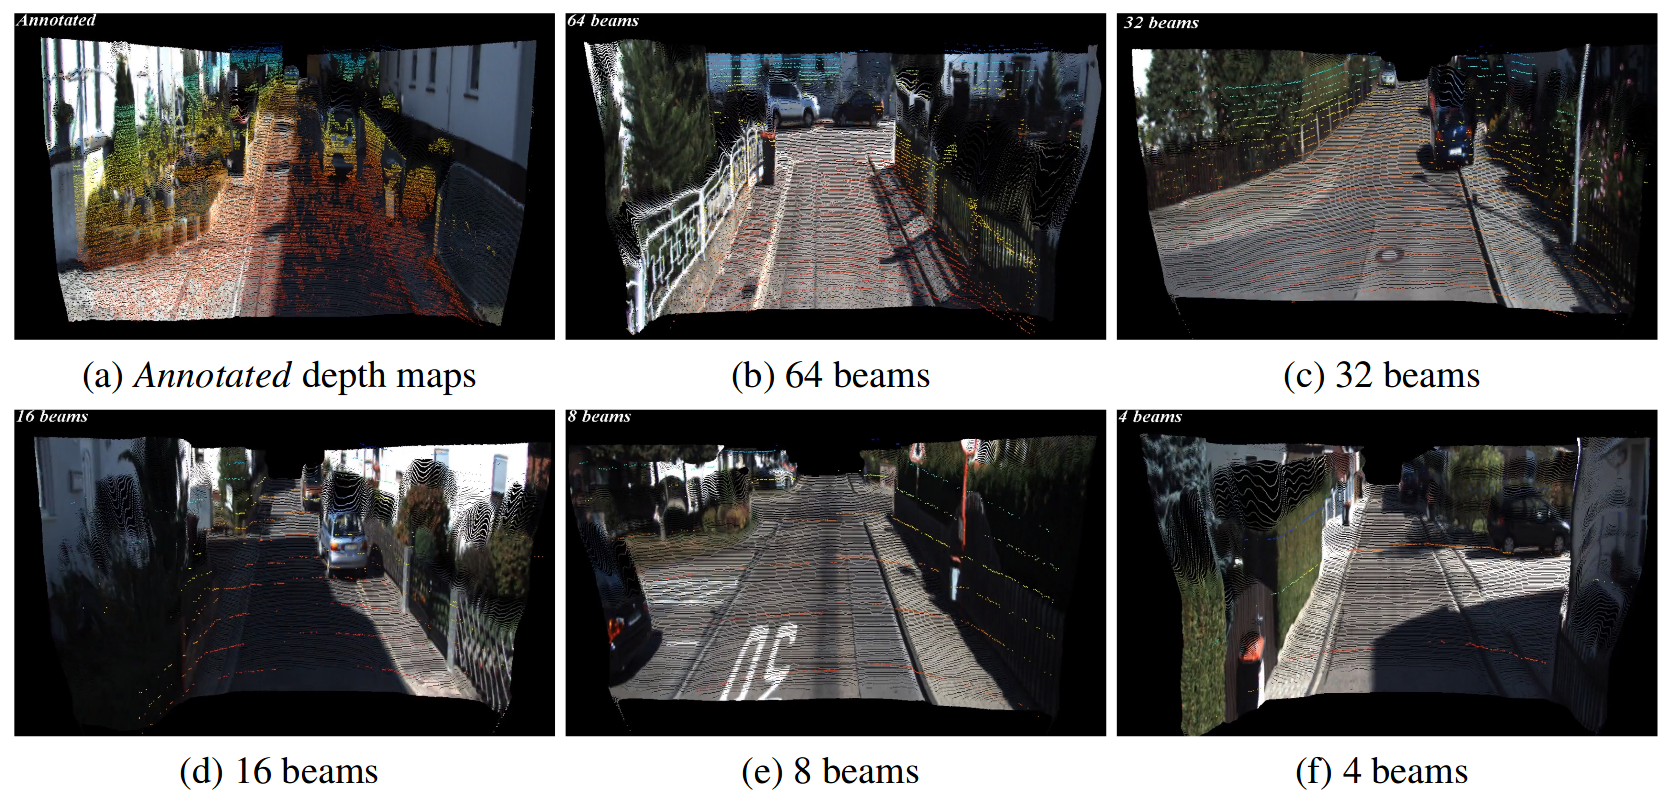 Annotated
64 beams
32 beams
(a) Annotated depth maps
(b) 64 beams
(c) 32 beams
16 beams
8 beams
4 beams
(d) 16 beams
(e) 8 beams
(f) 4 beams